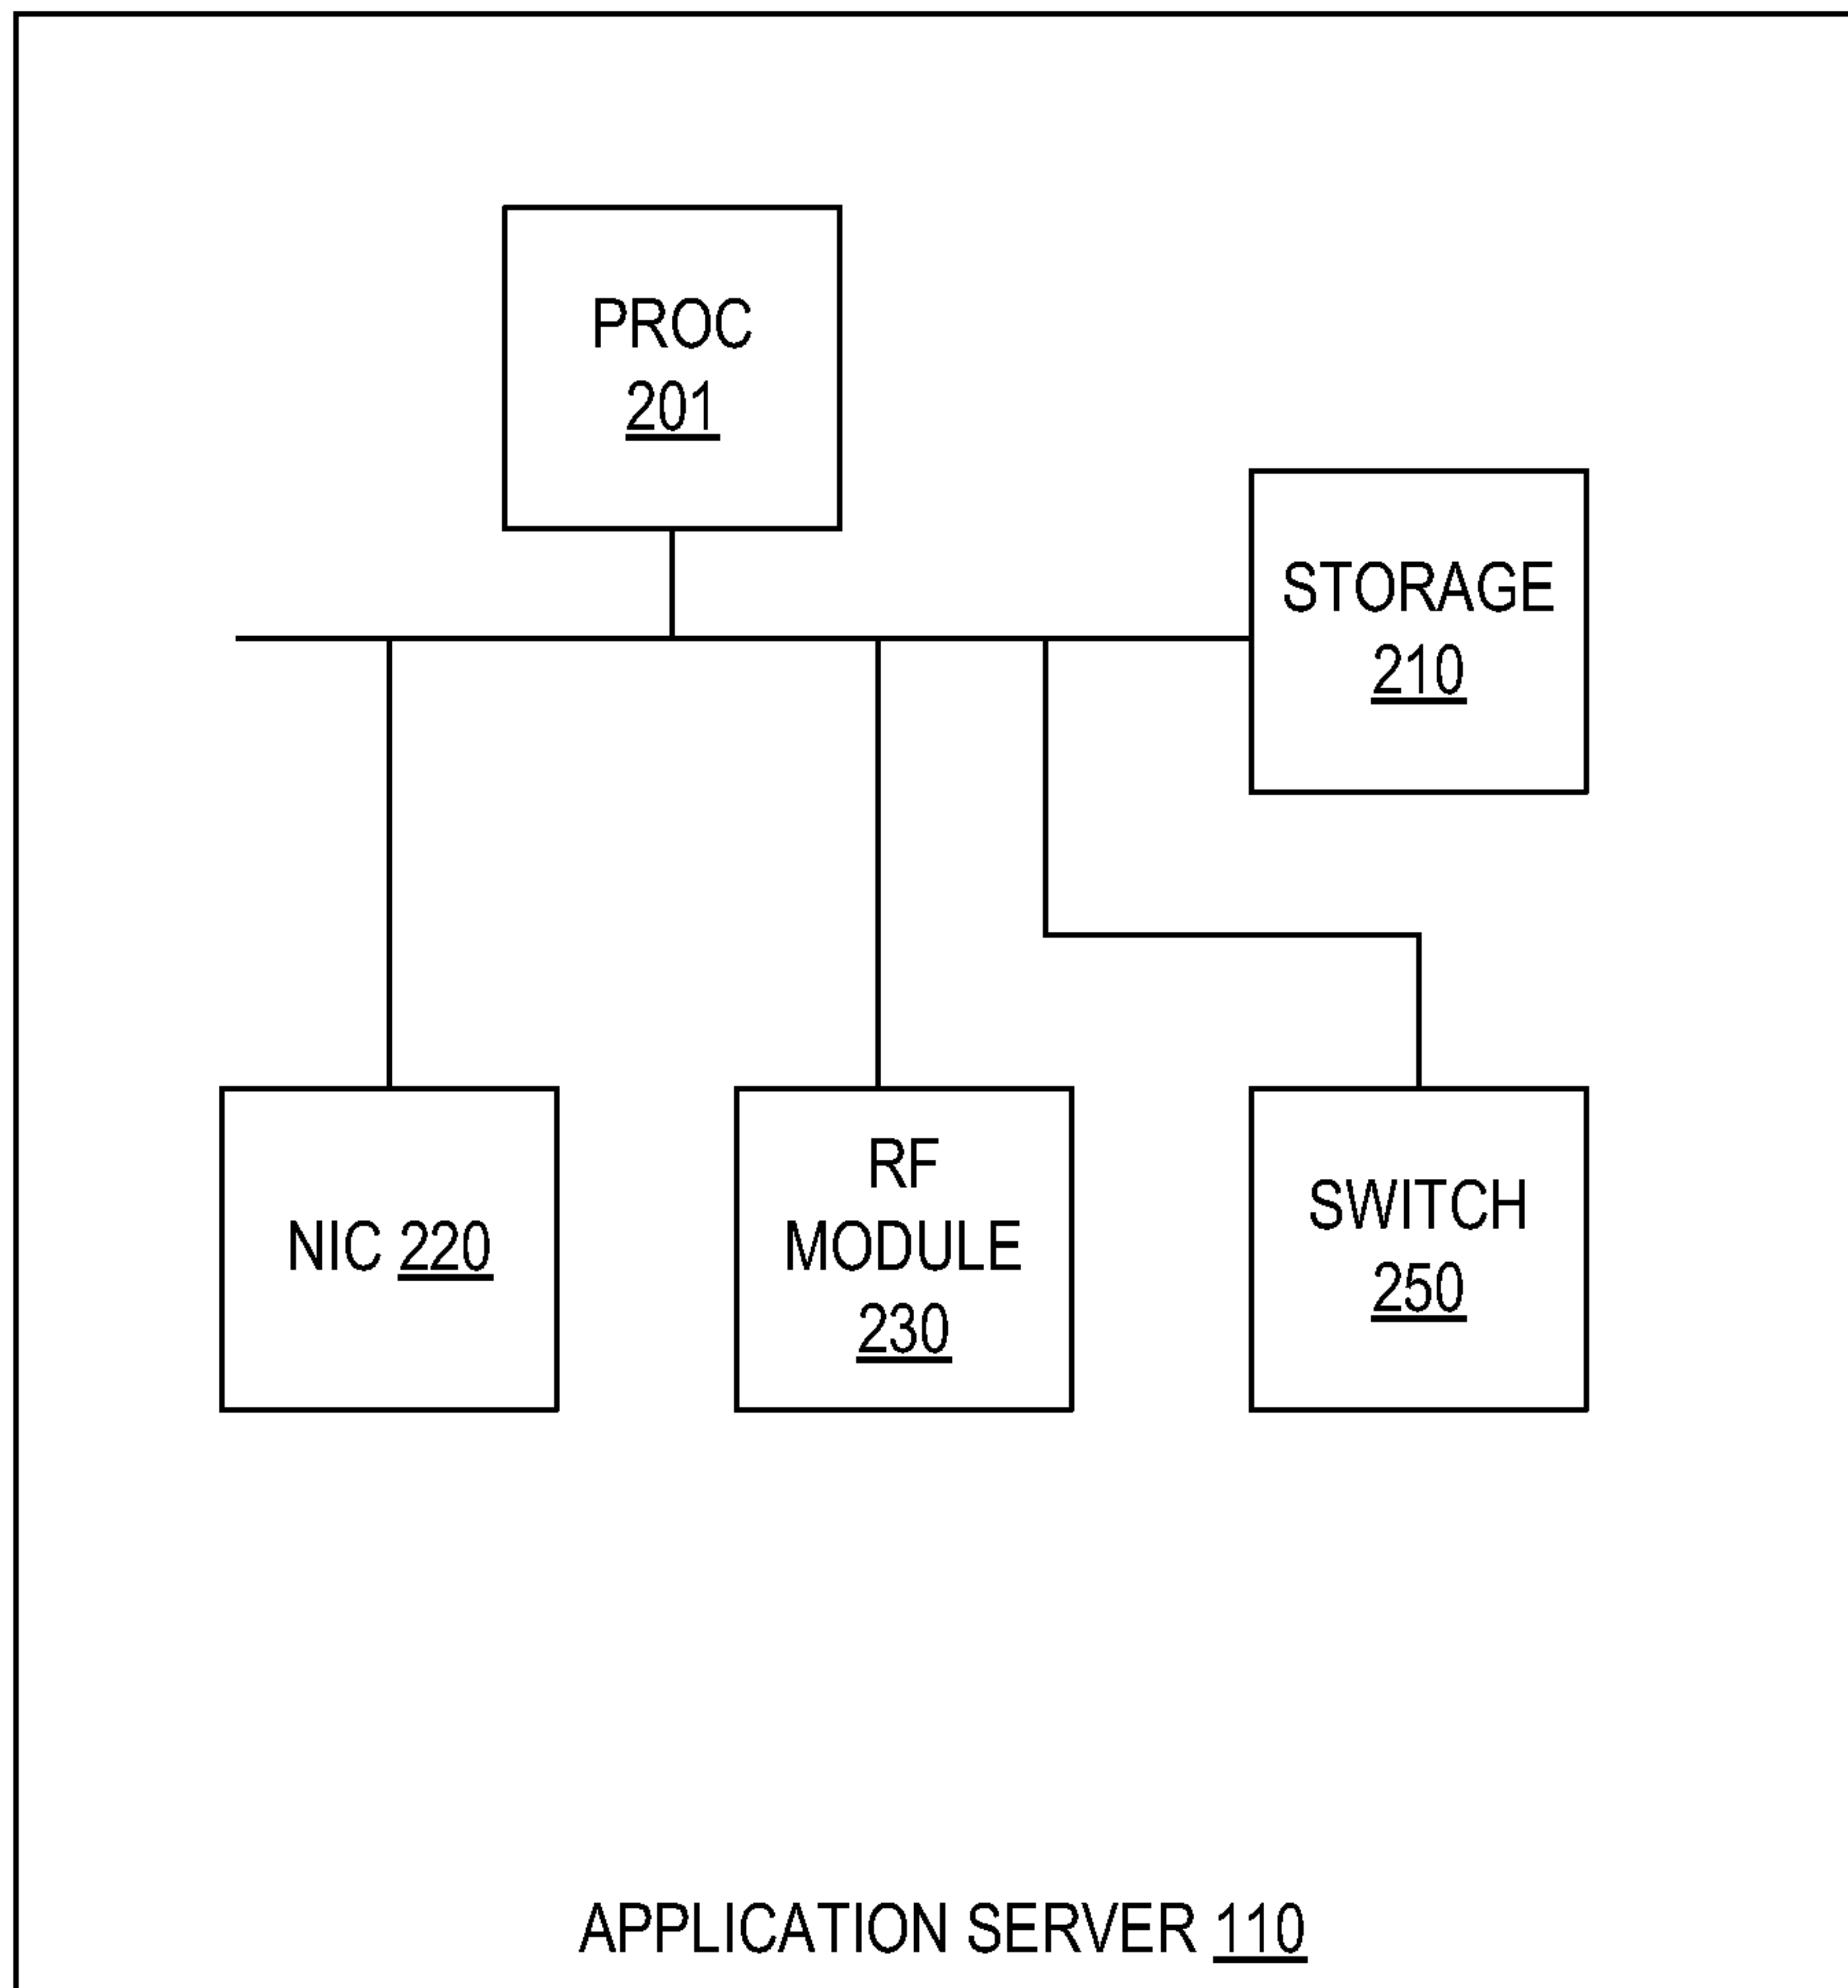 PROC
201
STORAGE
210
NIC 220
RF
MODULE
230
SWITCH
250
APPLICATION SERVER 110